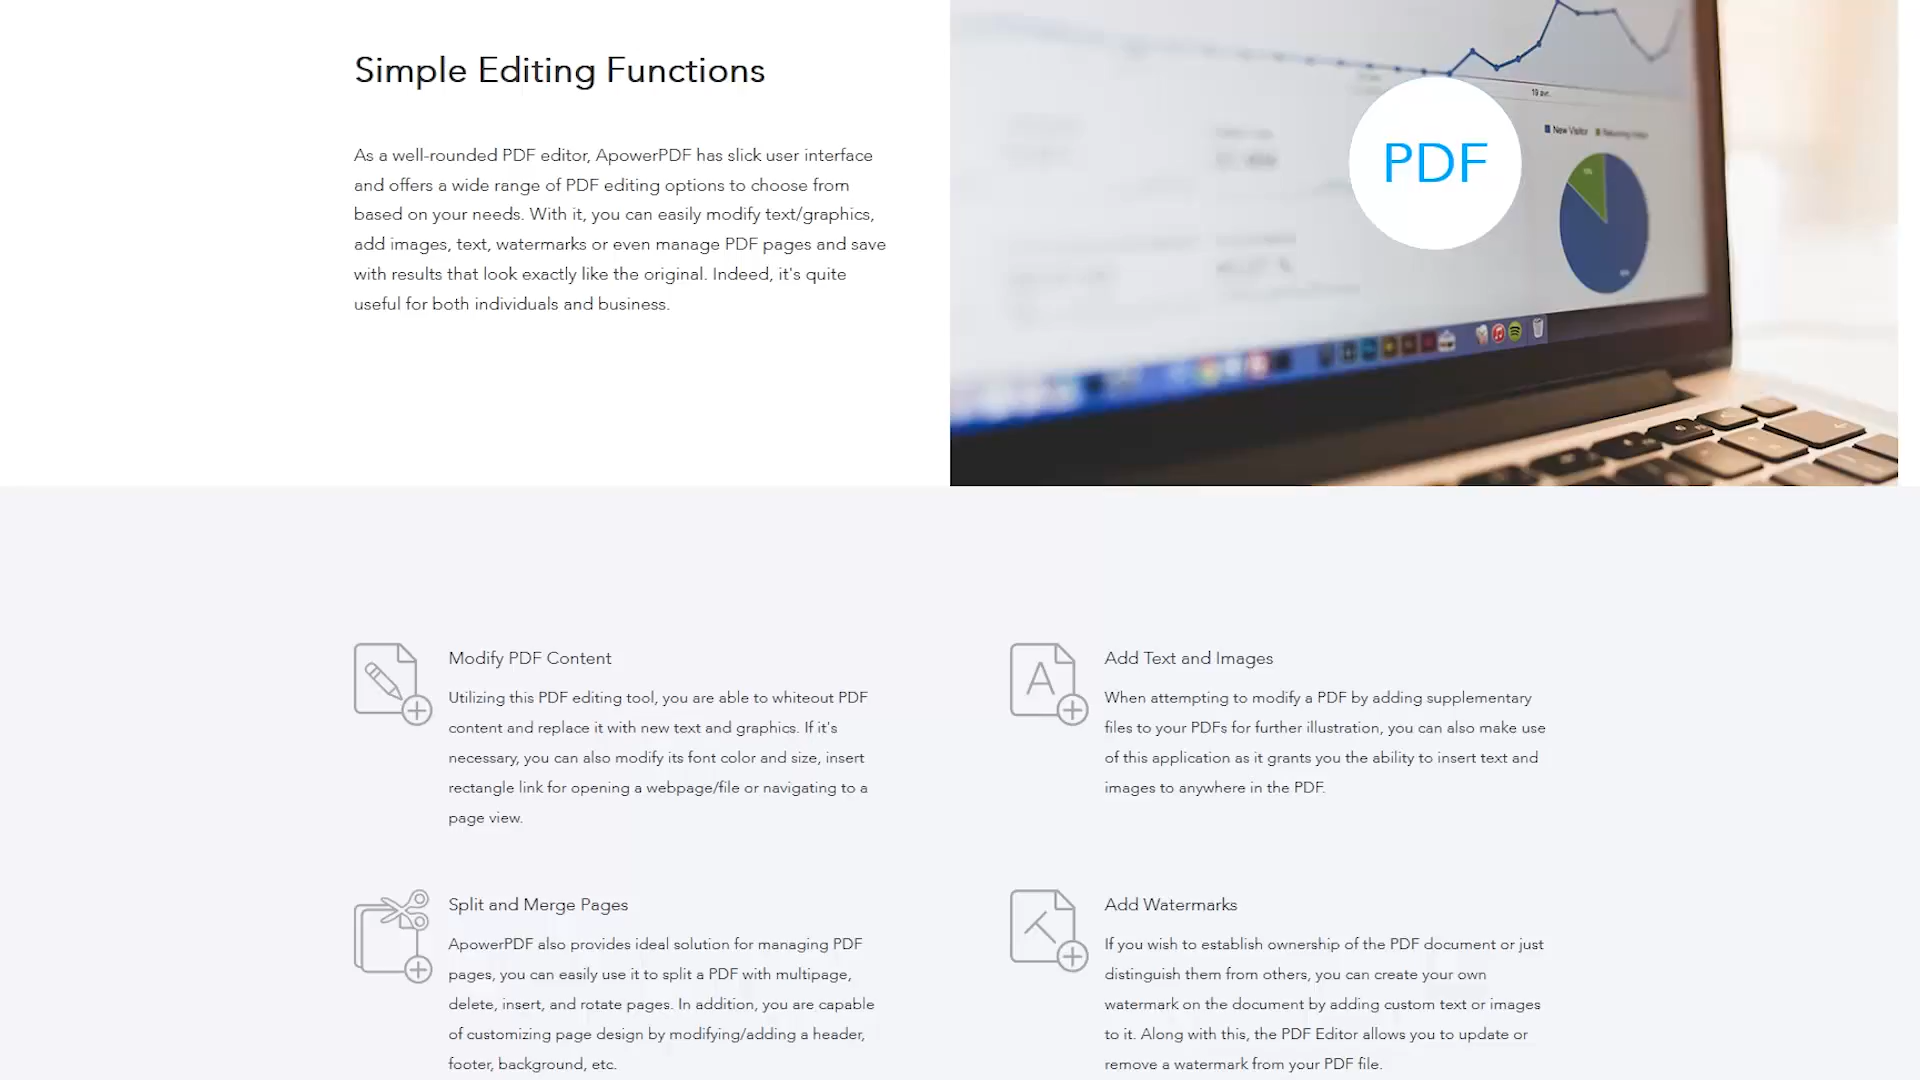 Simple Editing Functions
As a well-rounded PDF editor, ApowerPDF has slick user interface
and offers a wide range of PDF editing options to choose from
based on your needs. With it, you can easily modify text/graphics,
add images, text, watermarks or even manage PDF pages and save
with results that look exactly like the original. Indeed, it's quite
useful for both individuals and business.
19 avr.
PDF
New Visitor
Modify PDF Content
Utilizing this PDF editing tool, you are able to whiteout PDF
content and replace it with new text and graphics. If it's
necessary, you can also modify its font color and size, insert
rectangle link for opening a webpage/file or navigating to a
page view.
Add Text and Images
When attempting to modify a PDF by adding supplementary
files to your PDFs for further illustration, you can also make use
of this application as it grants you the ability to insert text and
images to anywhere in the PDF.
Split and Merge Pages
ApowerPDF also provides ideal solution for managing PDF
pages, you can easily use it to split a PDF with multipage,
delete, insert, and rotate pages. In addition, you are capable
of customizing page design by modifying/adding a header,
footer, background, etc.
Add Watermarks
If you wish to establish ownership of the PDF document or just
distinguish them from others, you can create your own
watermark on the document by adding custom text or images
to it. Along with this, the PDF Editor allows you to update or
remove a watermark from your PDF file.